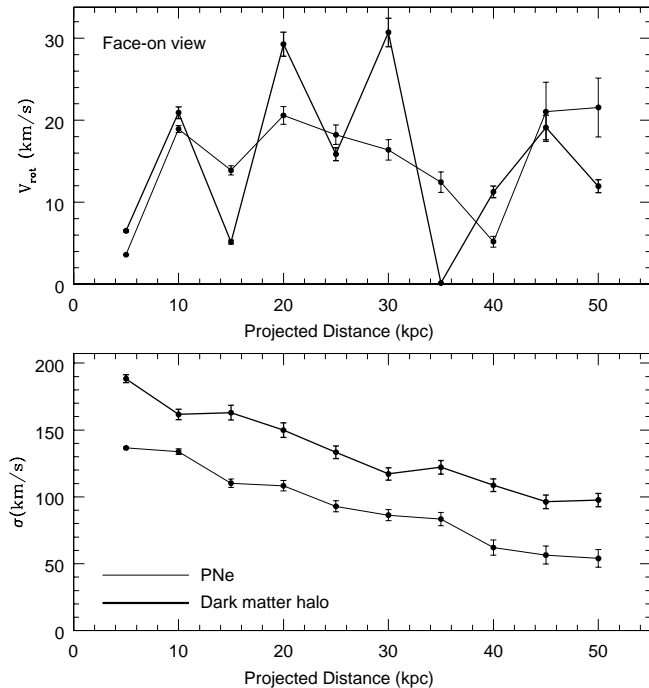 30
20
10
0
V_rot (km/s)
Face-on view
0 10 20 30 40 50
Projected Distance (kpc)
200
150
100
50
0
σ(km/s)
PNe
Dark matter halo
0 10 20 30 40 50
Projected Distance (kpc)